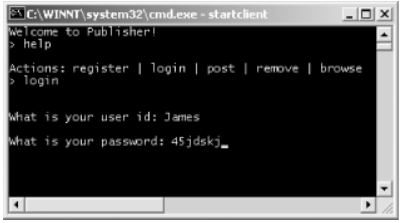 C:\WINNT\system32\cmd.exe - startclient
Welcome to Publisher!
> help
Actions: register | login | post | remove | browse
> login
What is your user id: James
What is your password: 45jdskj_